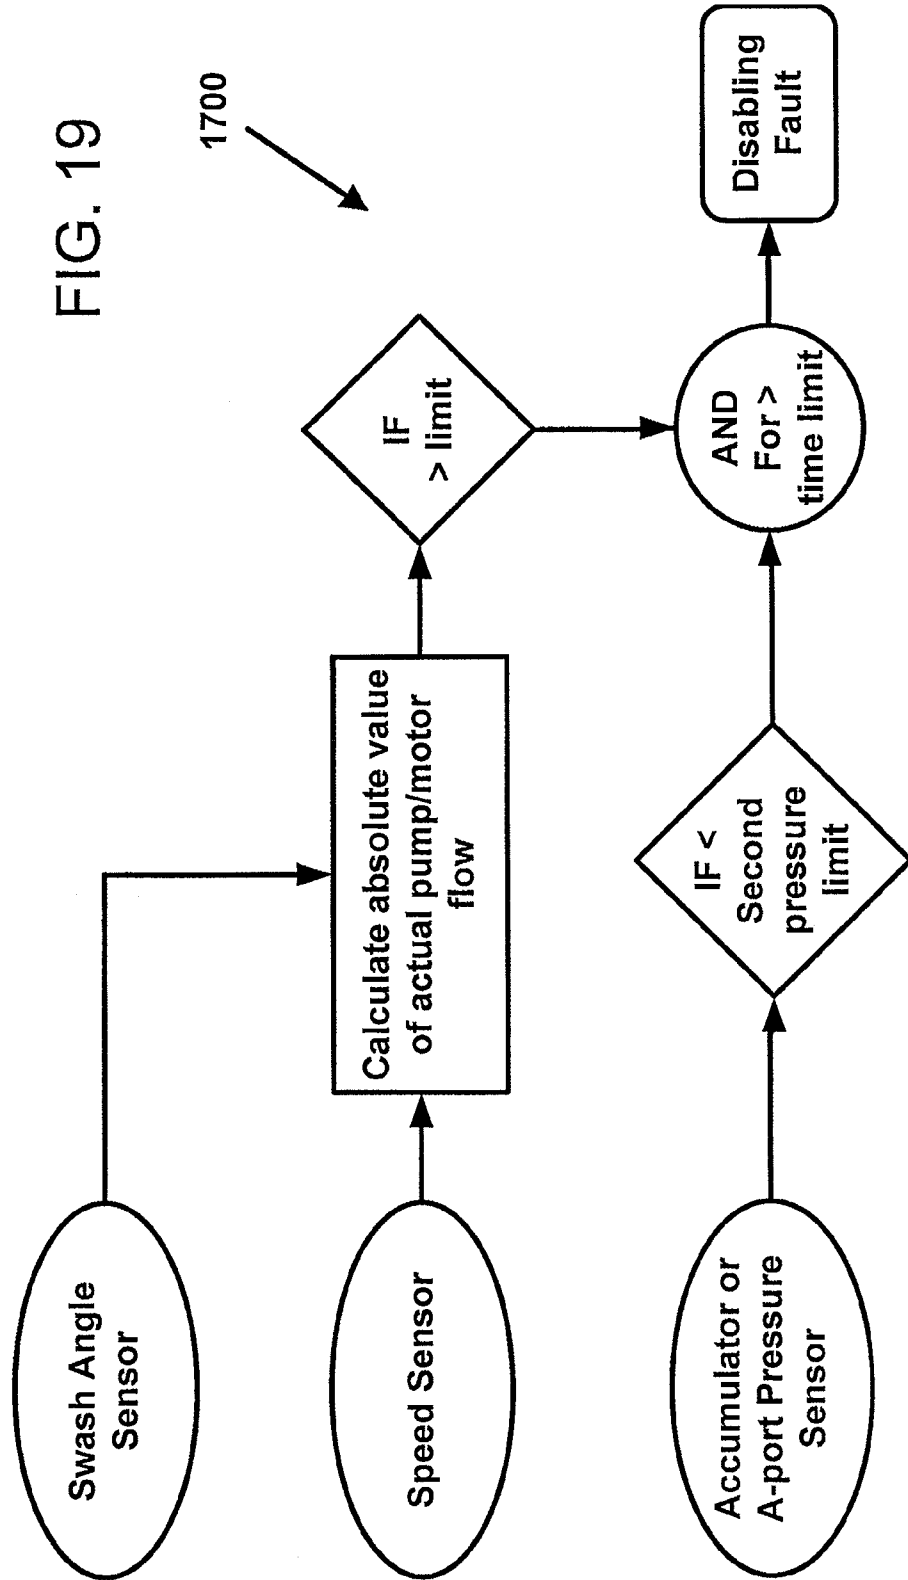 FIG. 19
1700
Swash Angle
Sensor
Speed Sensor
Calculate absolute value
of actual pump/motor
flow
IF
> limit
Accumulator or
A-port Pressure
Sensor
IF <
Second
pressure
limit
AND
For >
time limit
Disabling
Fault